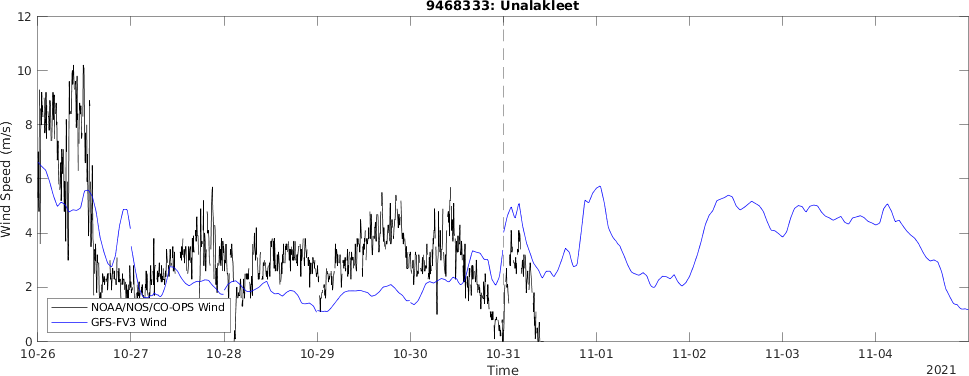 9468333: Unalakleet
12
10
8
6
4
2
0
Wind Speed (m/s)
NOAA/NOS/CO-OPS Wind
GFS-FV3 Wind
10-26 10-27 10-28 10-29 10-30 10-31 11-01 11-02 11-03 11-04
Time
2021